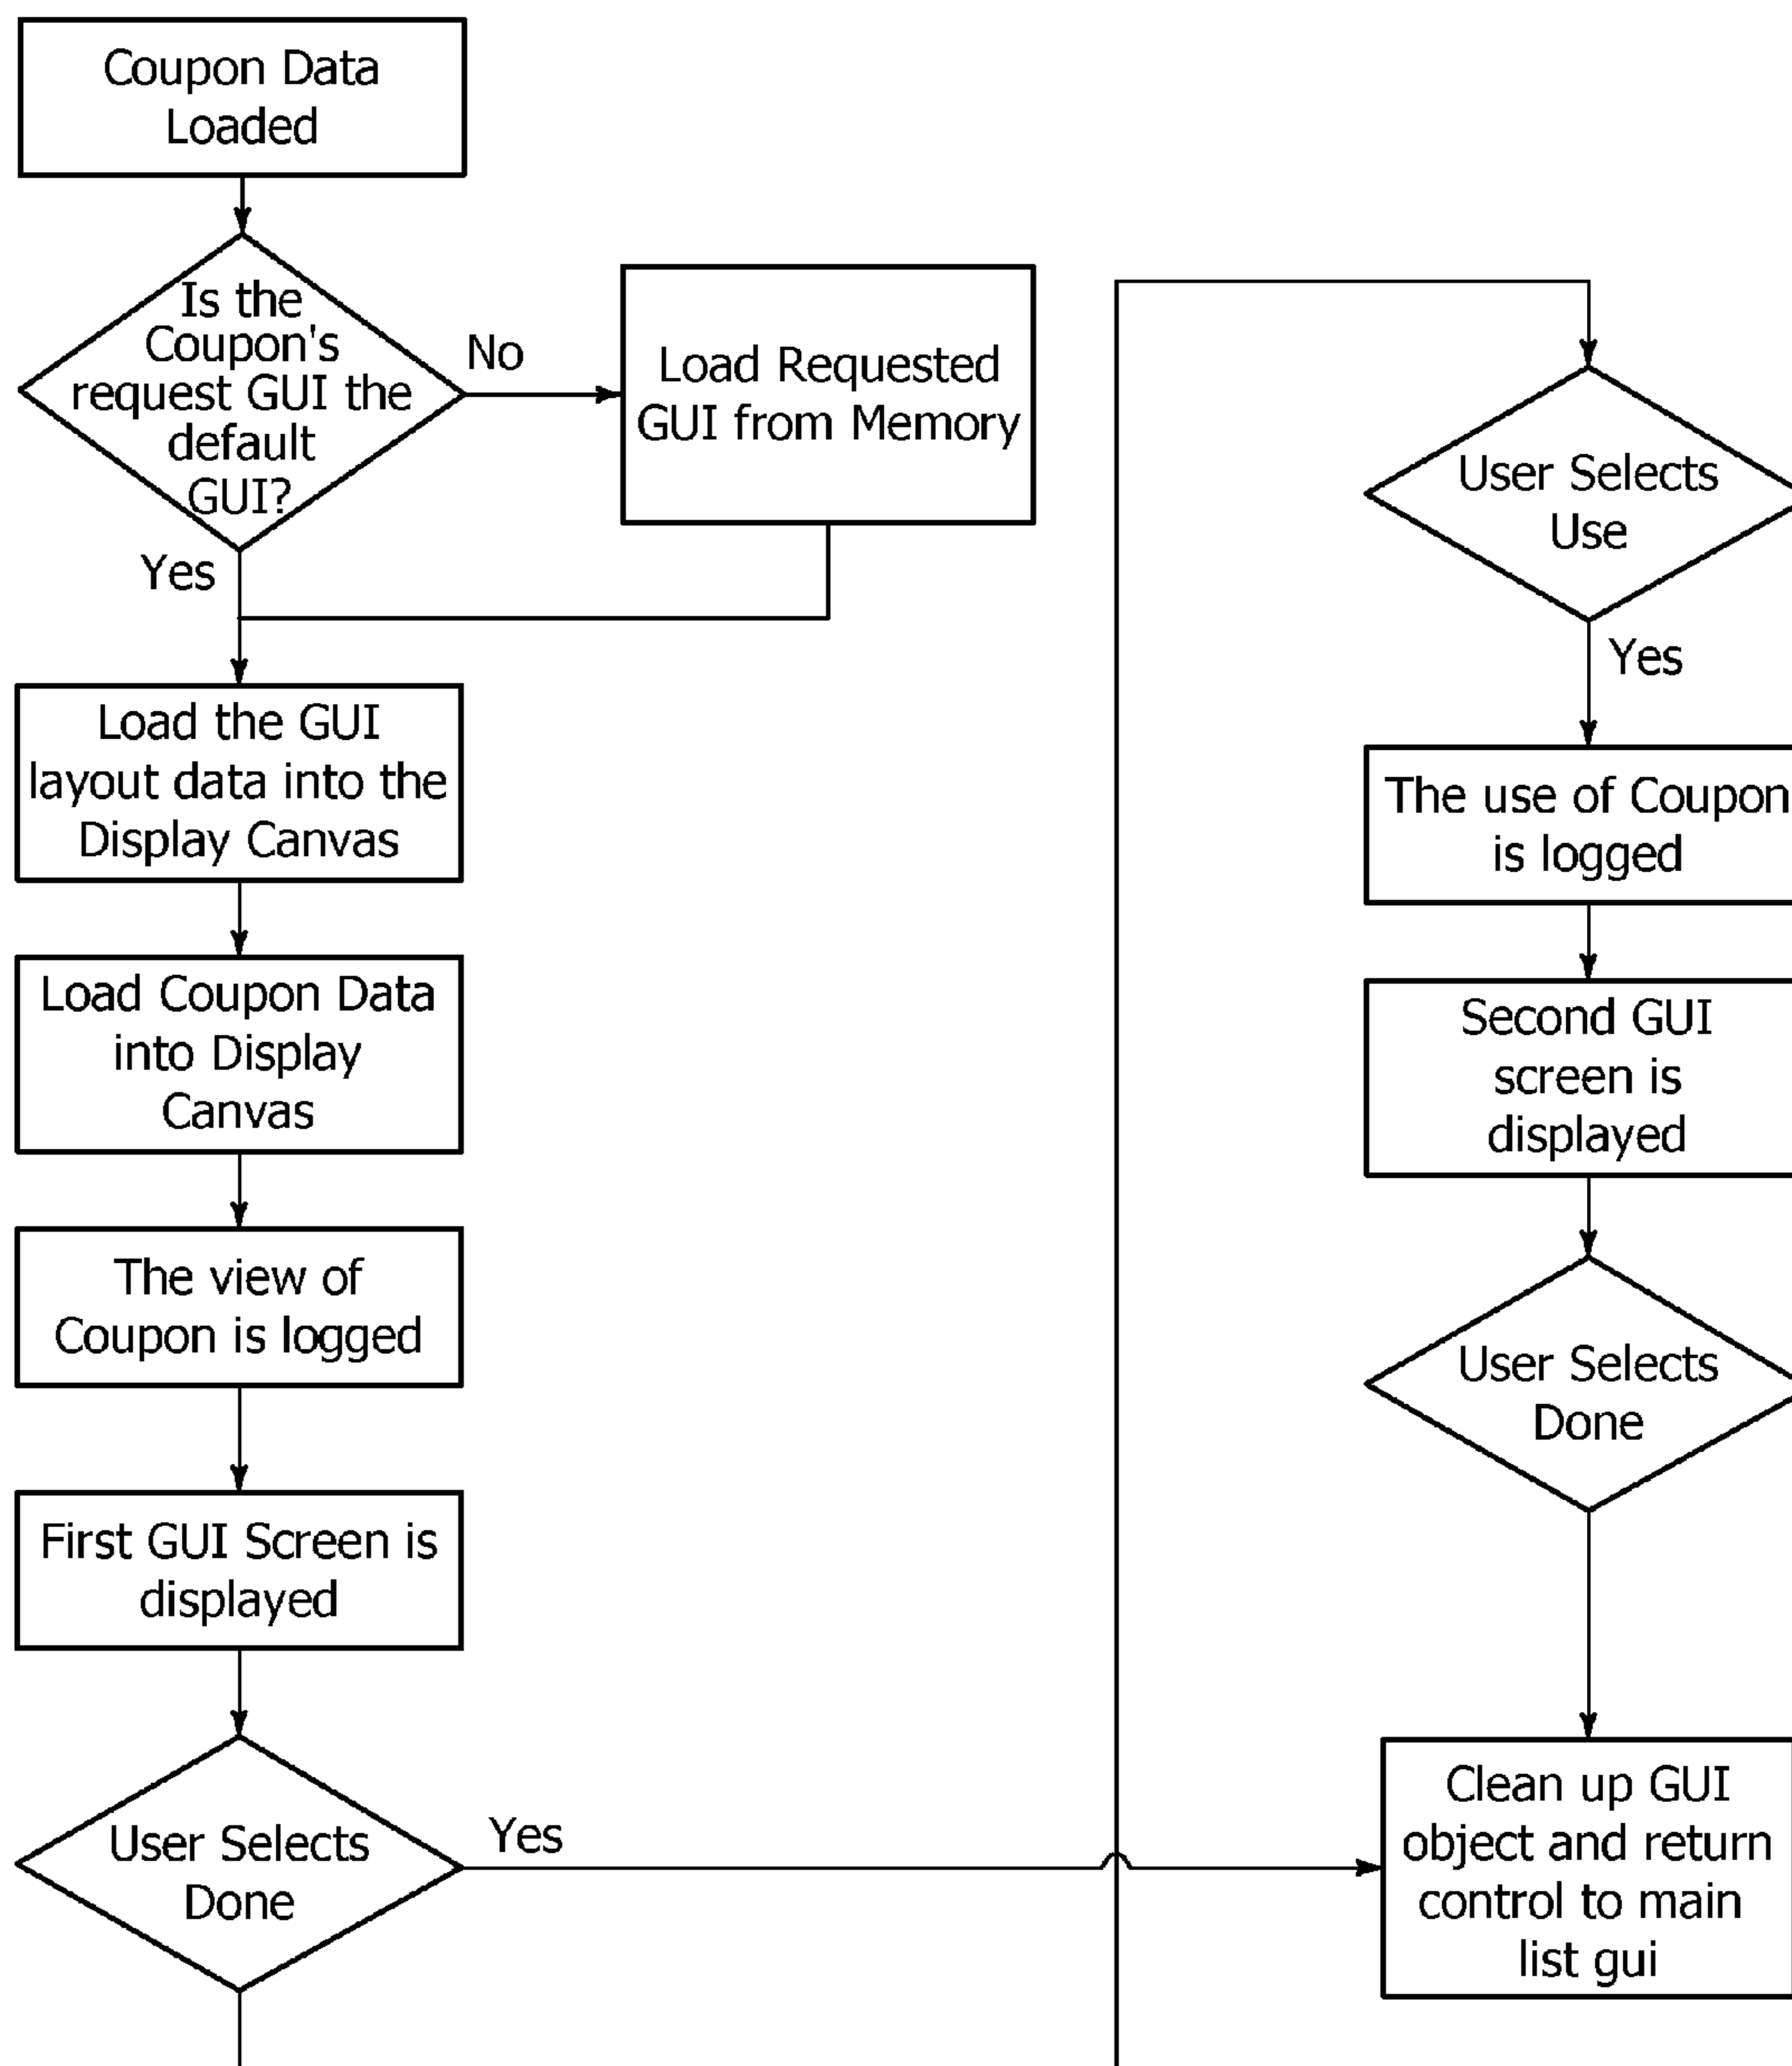 Coupon Data
Loaded
Is the
Coupon's
request GUI the
default
GUI?
No
Load Requested
GUI from Memory
Yes
Load the GUI
layout data into the
Display Canvas
Load Coupon Data
into Display
Canvas
The view of
Coupon is logged
First GUI Screen is
displayed
User Selects
Done
Yes
User Selects
Use
Yes
The use of Coupon
is logged
Second GUI
screen is
displayed
User Selects
Done
Clean up GUI
object and return
control to main
list gui